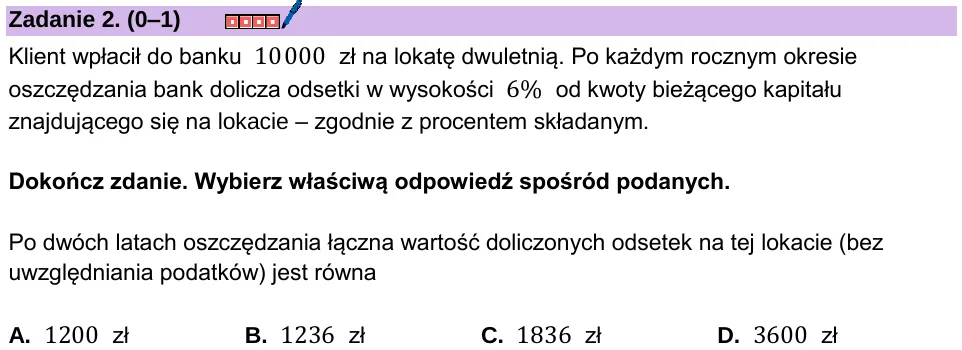 Zadanie 2. (0–1)
Klient wpłacił do banku 10 000 zł na lokatę dwuletnią. Po każdym rocznym okresie
oszczędzania bank dolicza odsetki w wysokości 6% od kwoty bieżącego kapitału
znajdującego się na lokacie – zgodnie z procentem składanym.
Dokończ zdanie. Wybierz właściwą odpowiedź spośród podanych.
Po dwóch latach oszczędzania łączna wartość doliczonych odsetek na tej lokacie (bez
uwzględniania podatków) jest równa
A. 1200 zł B. 1236 zł C. 1836 zł D. 3600 zł